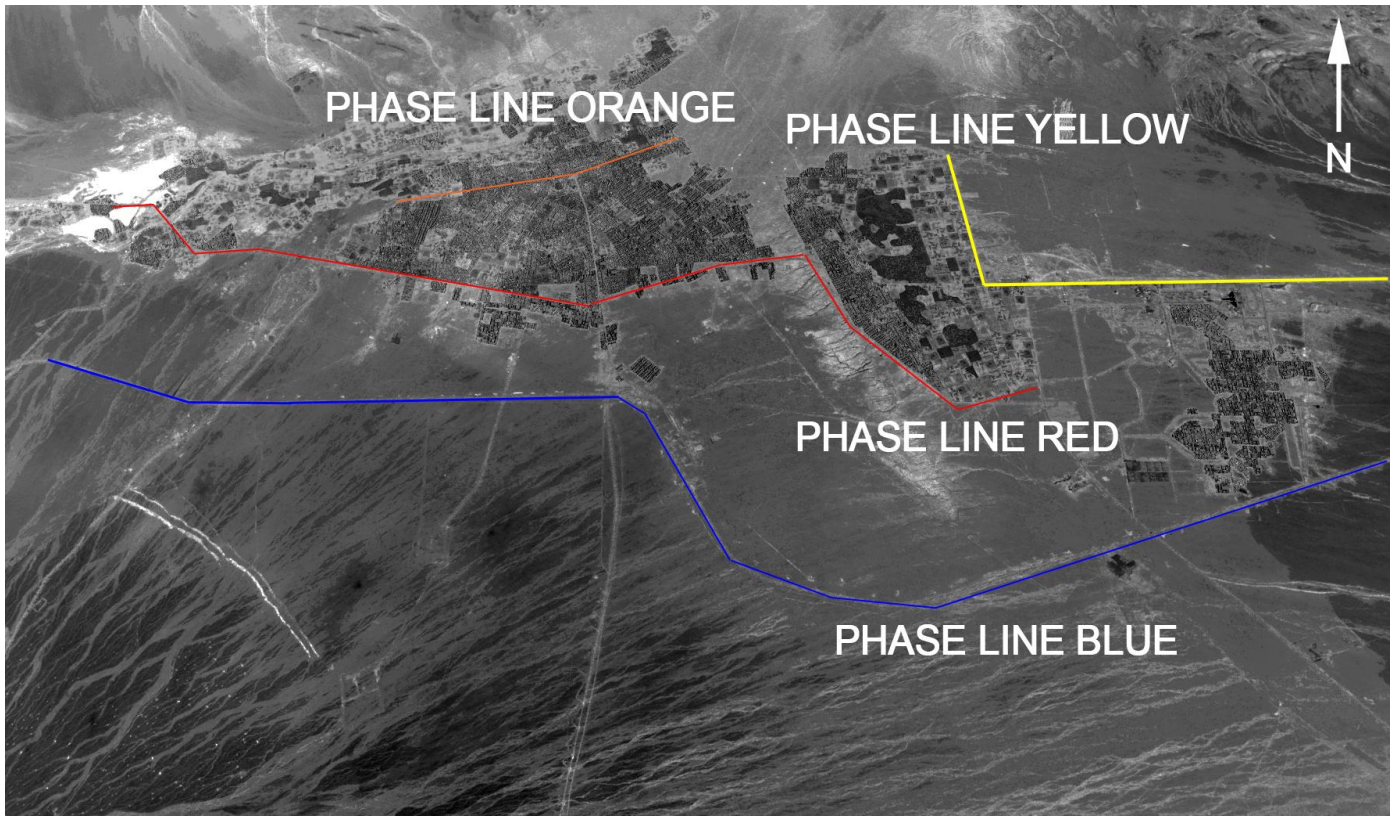 PHASE LINE ORANGE
PHASE LINE YELLOW
N
PHASE LINE RED
PHASE LINE BLUE